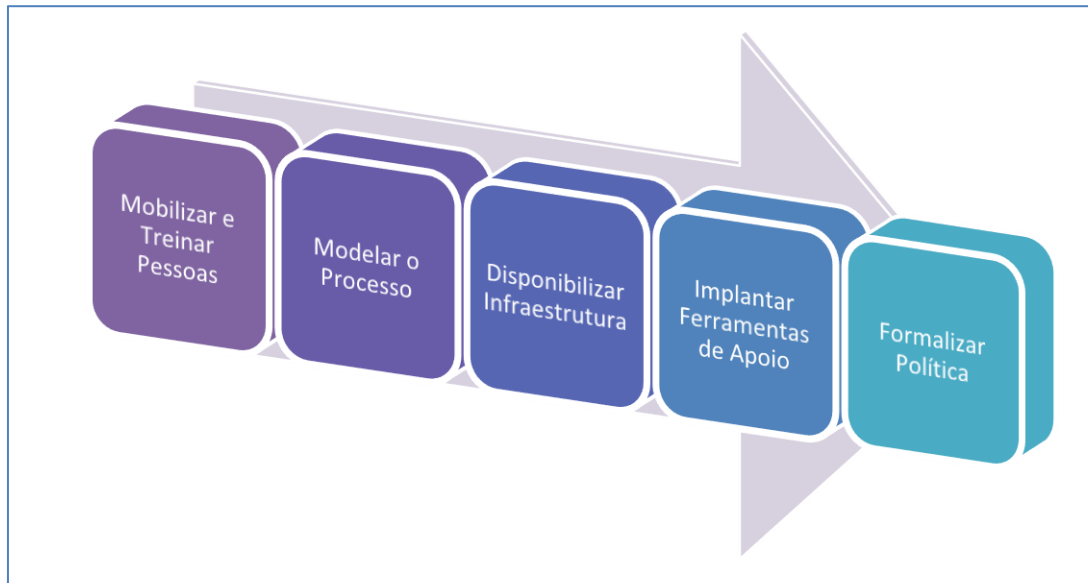 Mobilizar e
Treinar
Pessoas
Modelar o
Processo
Disponibilizar
Infraestrutura
Implantar
Ferramentas
de Apoio
Formalizar
Política